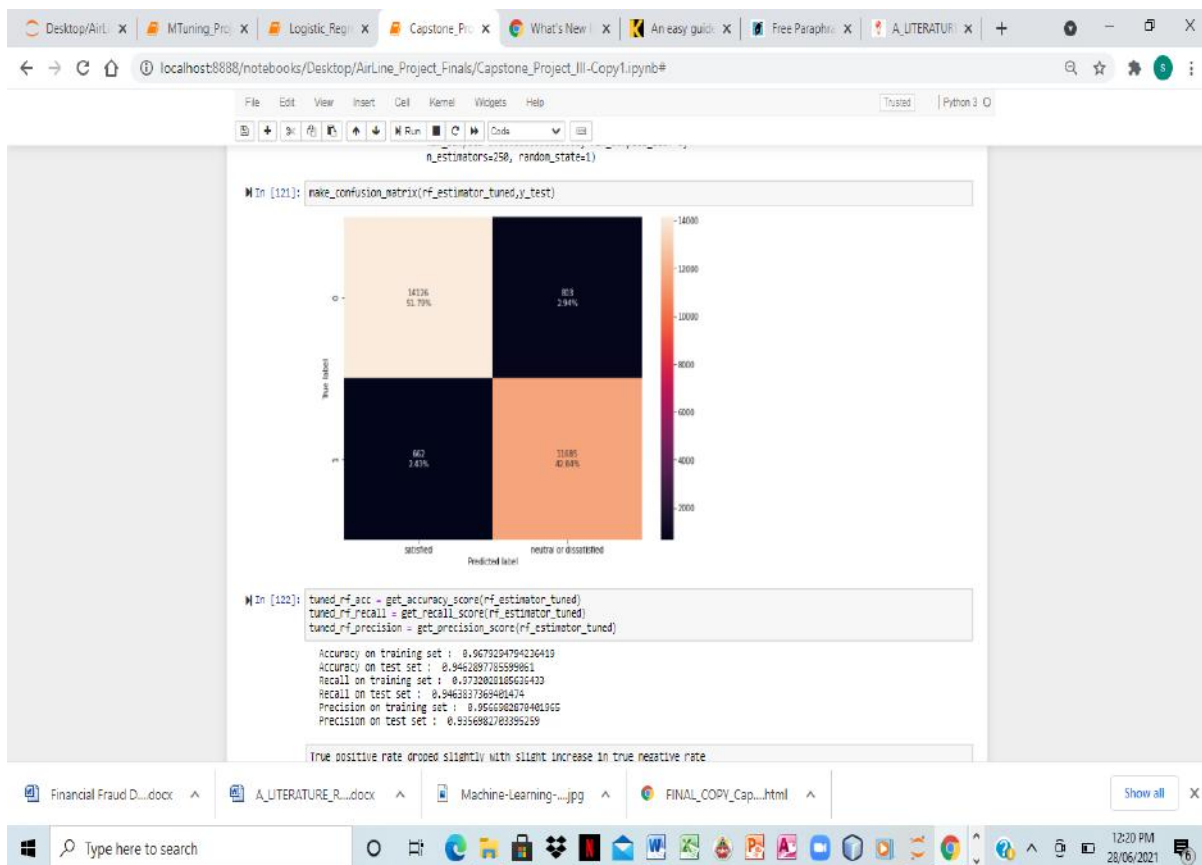 Desktop/AirL
MTuning_Proj
Logistic_Regr
Capstone_Pro
What's New i
An easy guide
Free Paraphra
A_LITERATUR
localhost:8888/notebooks/Desktop/AirLine_Project_Finals/Capstone_Project_III-Copy1.ipynb#
File Edit View Insert Cell Kernel Widgets Help
Trusted Python 3
Run Code
n_estimators=250, random_state=1)
In [121]: make_confusion_matrix(rf_estimator_tuned,y_test)
14126
51.79%
803
2.94%
662
2.43%
11685
42.84%
0
1
True label
satisfied
neutral or dissatisfied
Predicted label
14000
12000
10000
8000
6000
4000
2000
In [122]: tuned_rf_acc = get_accuracy_score(rf_estimator_tuned)
tuned_rf_recall = get_recall_score(rf_estimator_tuned)
tuned_rf_precision = get_precision_score(rf_estimator_tuned)
Accuracy on training set : 0.9679294794236419
Accuracy on test set : 0.9462897785599061
Recall on training set :
Recall on test set : 0.9463837369401474
Precision on training set :
Precision on test set : 0.9356982703395259
True positive rate droped slightly with slight increase in true negative rate
Financial Fraud D....docx
A_LITERATURE_R....docx
Machine-Learning-....jpg
FINAL_COPY_Cap....html
Show all
Type here to search
12:20 PM
28/06/2021